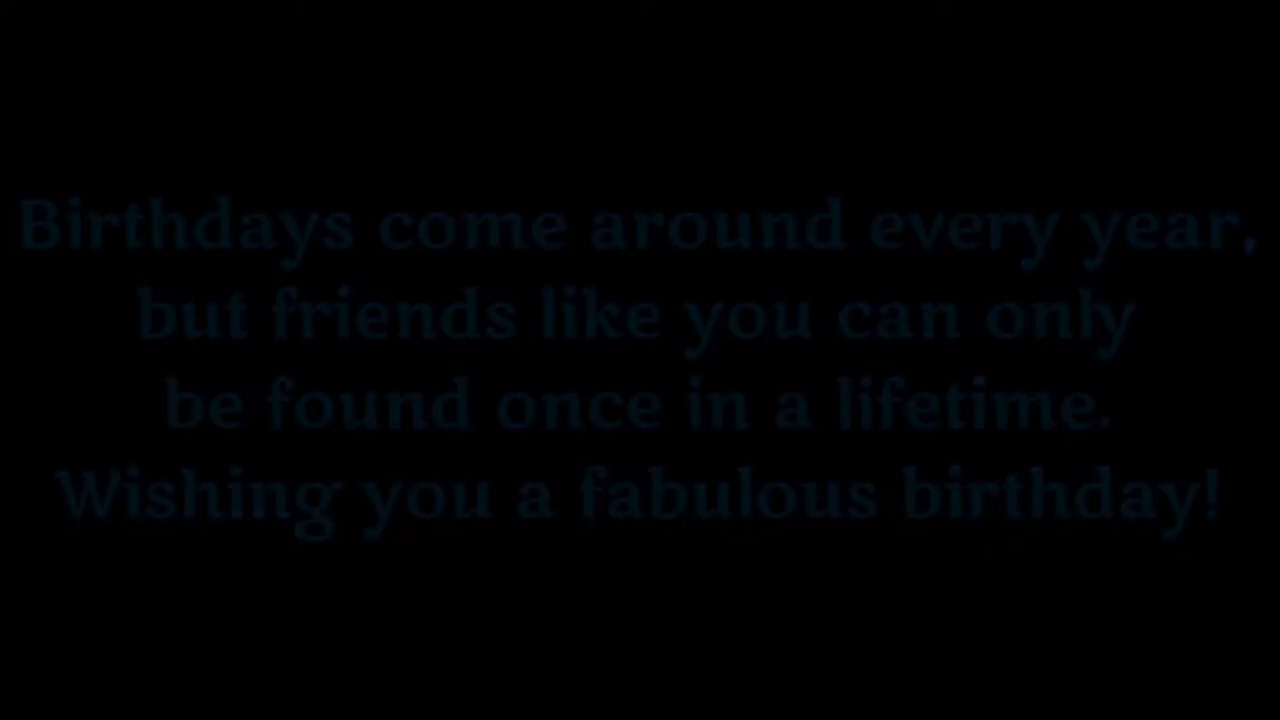 Birthdays come around every year,
but friends like you can only
be found once in a lifetime.
Wishing you a fabulous birthday!